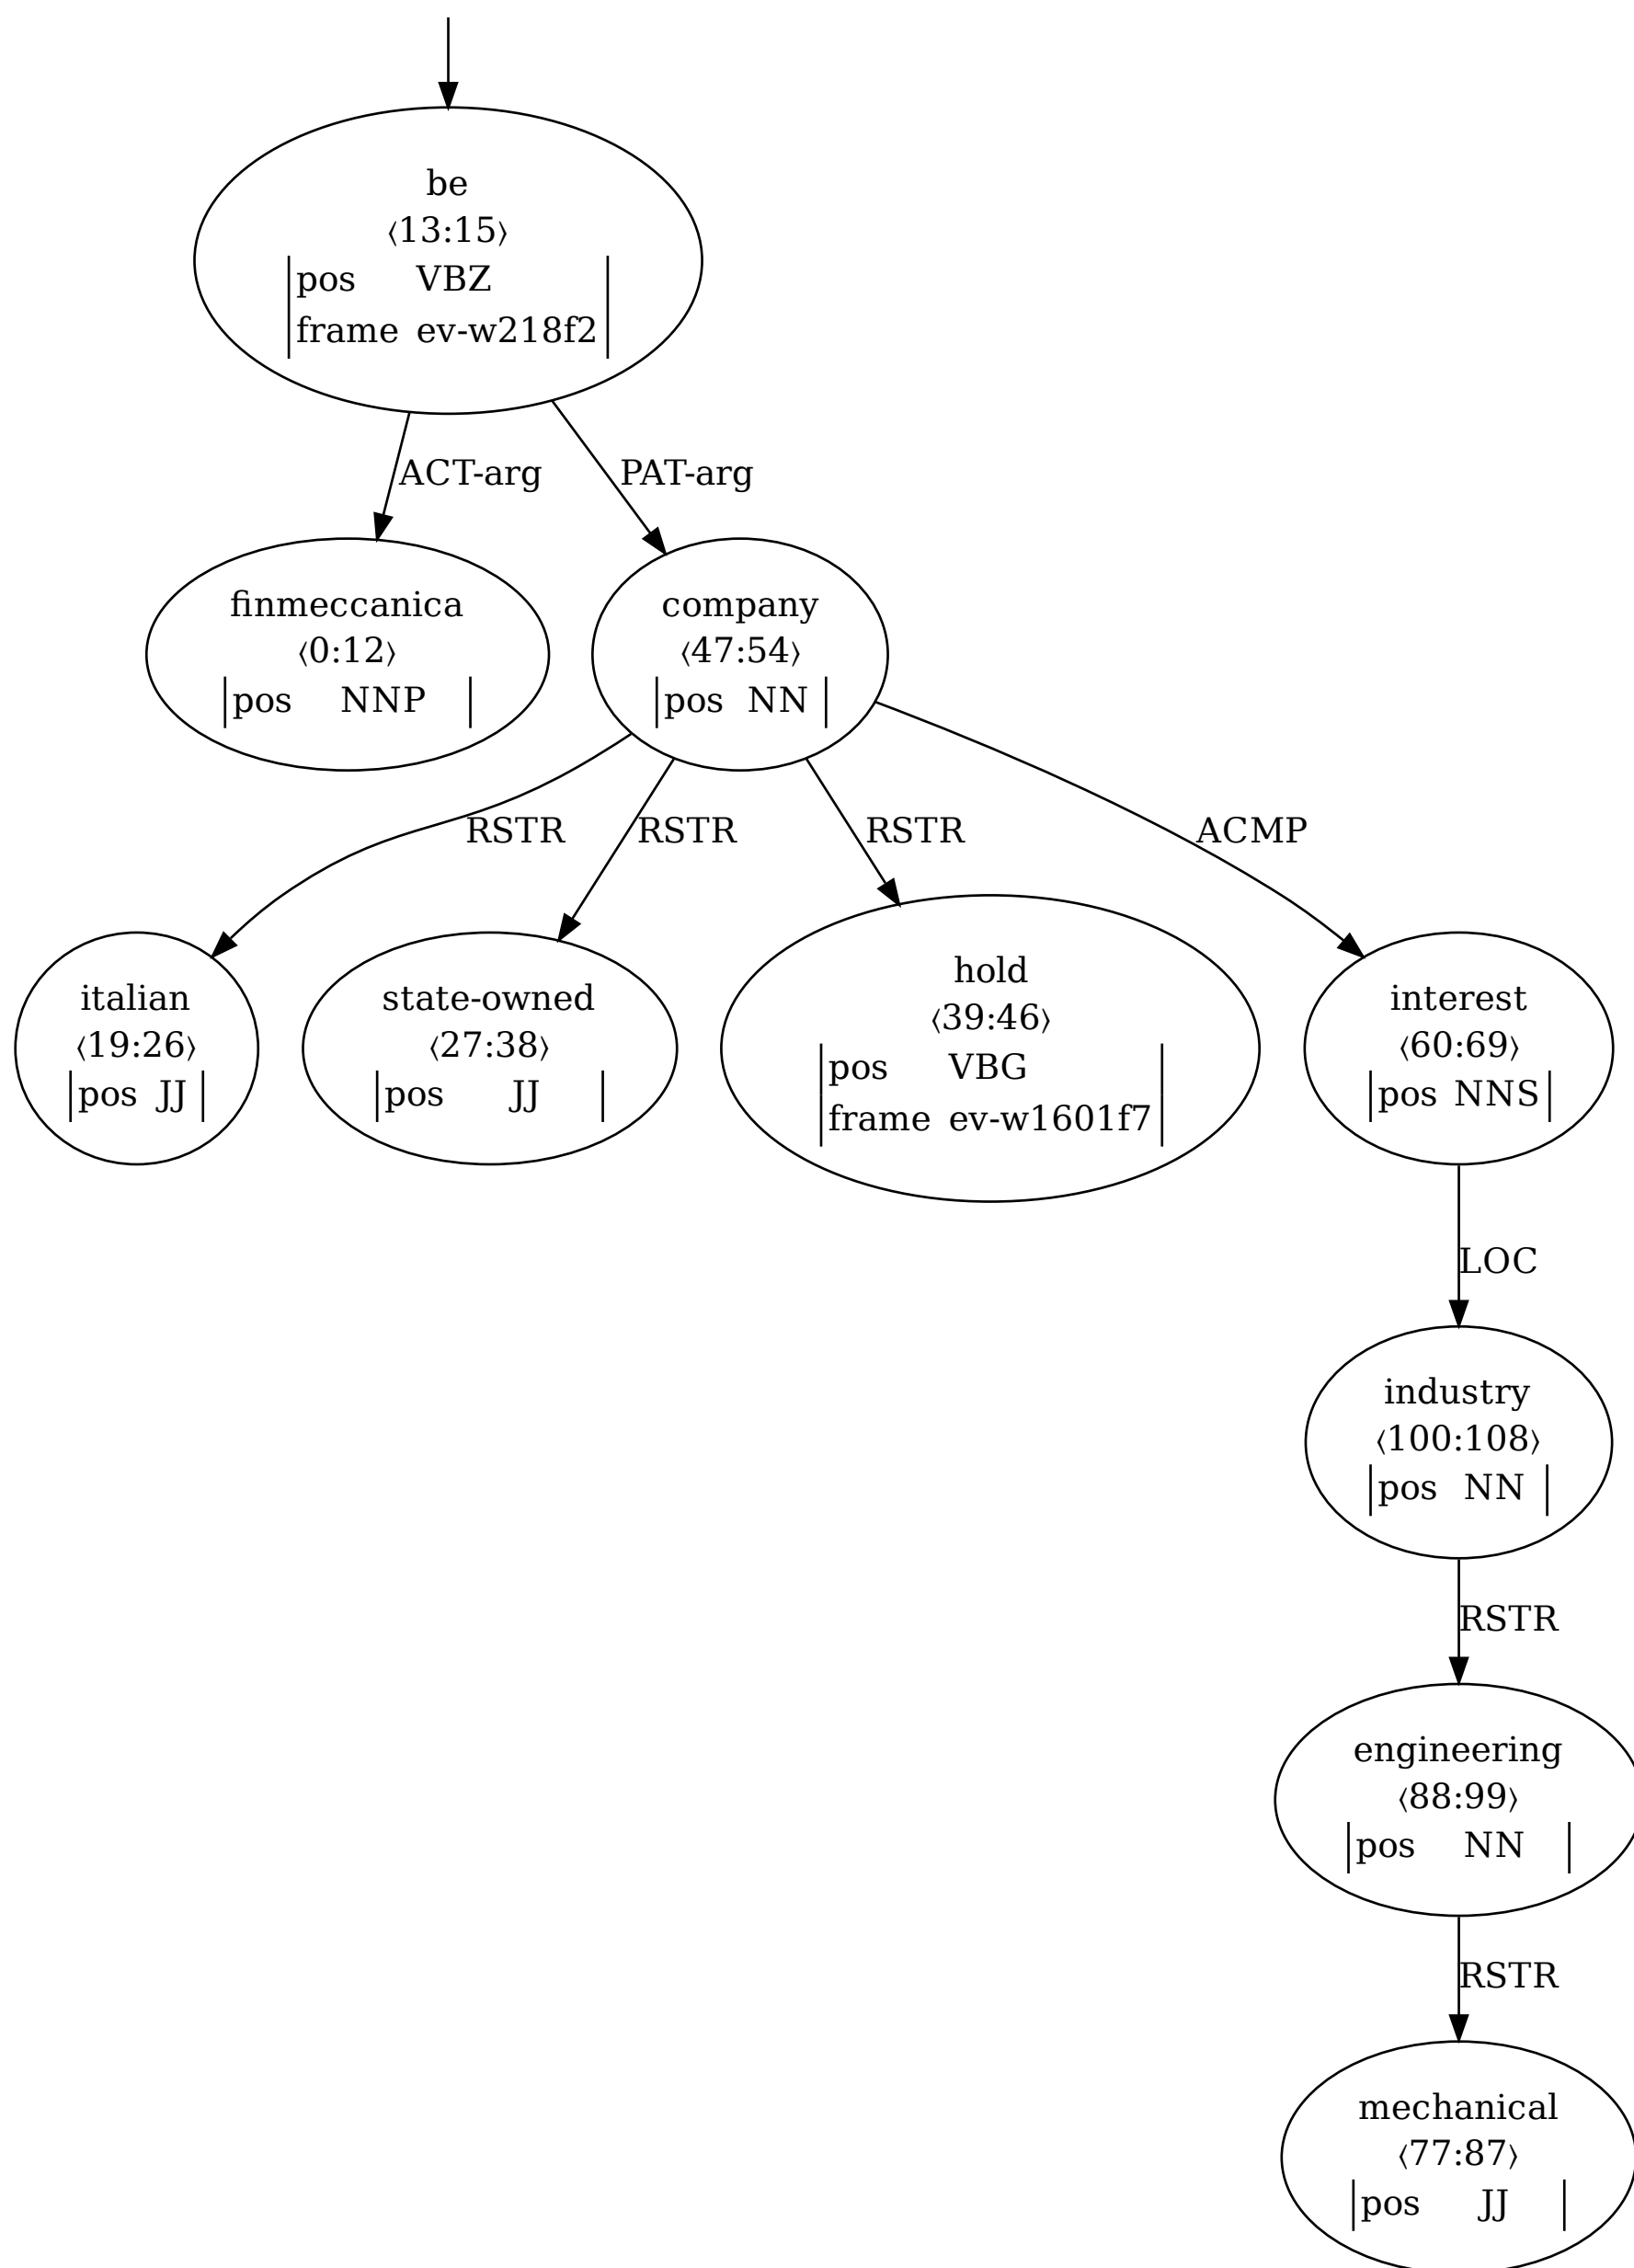 be
⟨13:15⟩
pos VBZ
frame ev-w218f2
ACT-arg
PAT-arg
finmeccanica
⟨0:12⟩
pos NNP
company
⟨47:54⟩
pos NN
RSTR
RSTR
RSTR
ACMP
italian
⟨19:26⟩
pos JJ
state-owned
⟨27:38⟩
pos JJ
hold
⟨39:46⟩
pos VBG
frame ev-w1601f7
interest
⟨60:69⟩
pos NNS
LOC
industry
⟨100:108⟩
pos NN
RSTR
engineering
⟨88:99⟩
pos NN
RSTR
mechanical
⟨77:87⟩
pos JJ